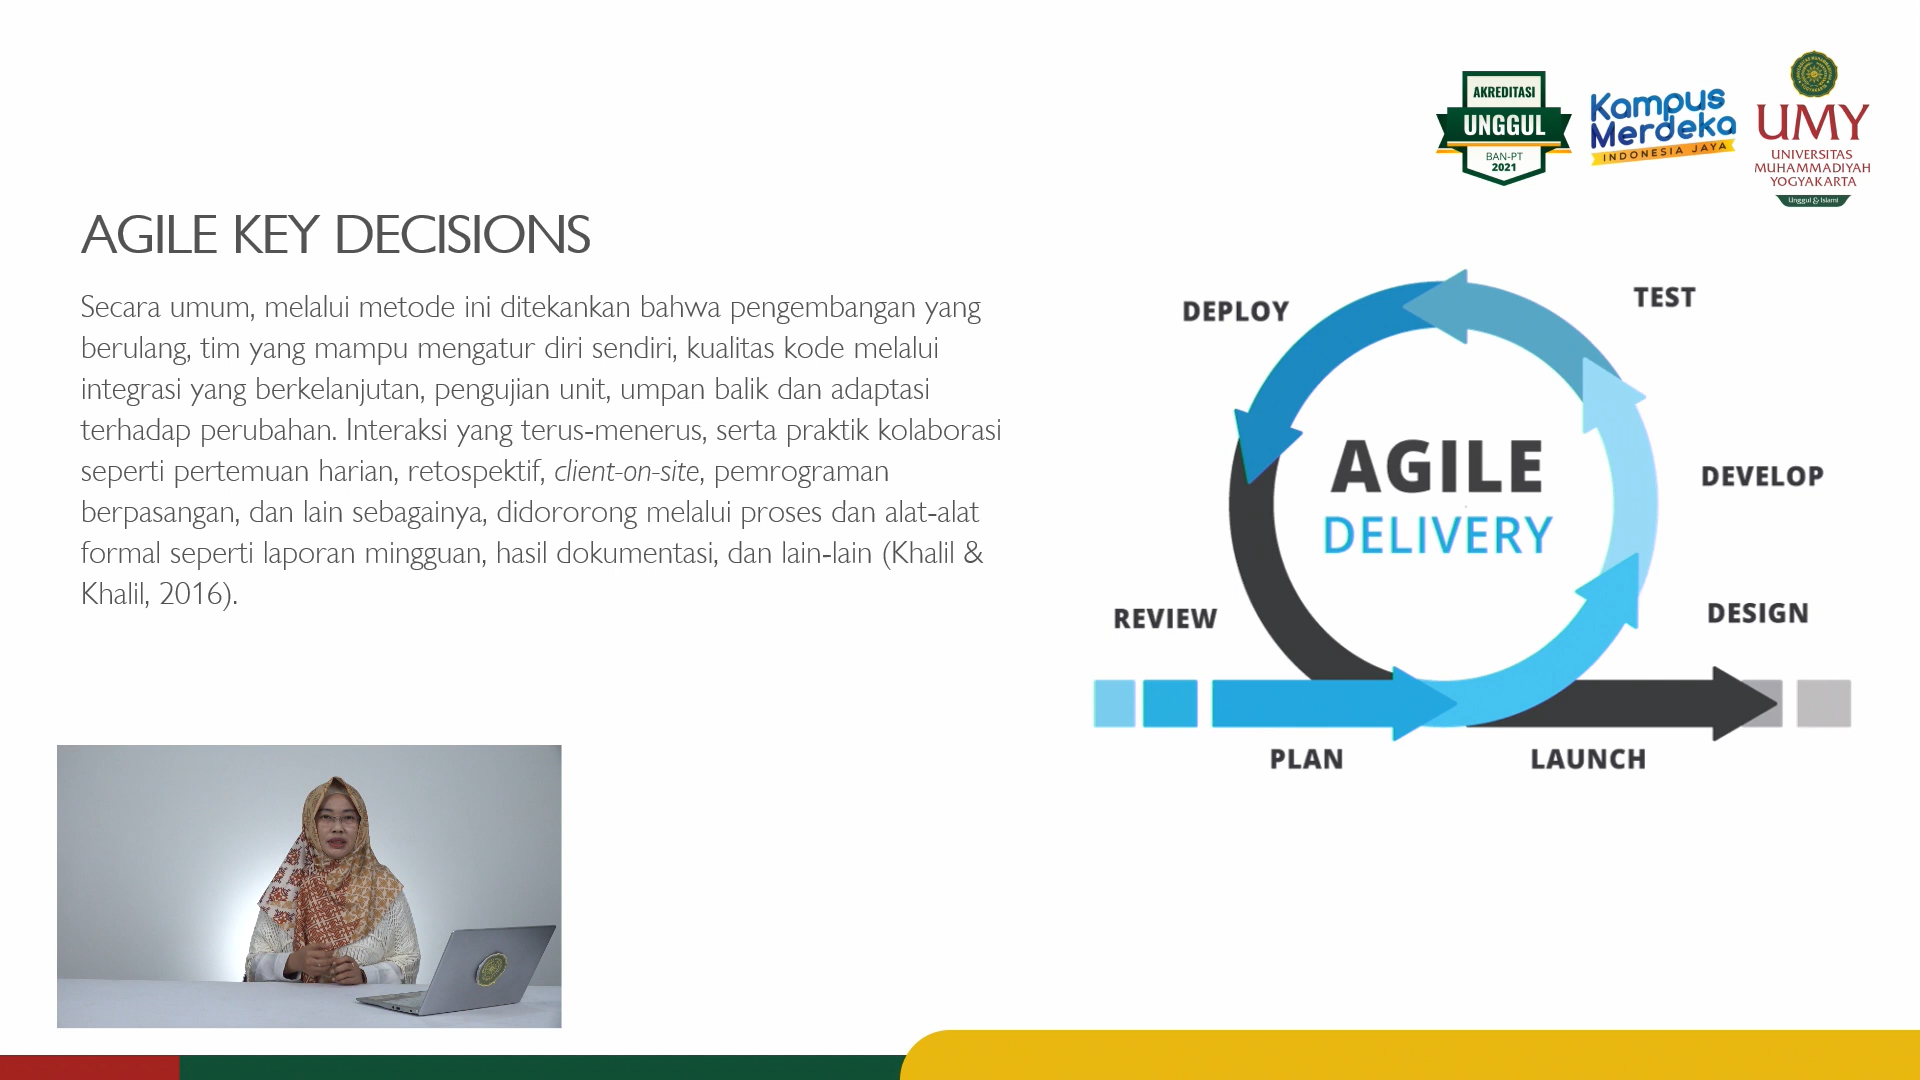 AKREDITASI
UNGGUL
BAN-PT
2021
Kampus
Merdeka
INDONESIA JAYA
UMY
UNIVERSITAS
MUHAMMADIYAH
YOGYAKARTA
Unggul & Islami
AGILE KEY DECISIONS
Secara umum, melalui metode ini ditekankan bahwa pengembangan yang
berulang, tim yang mampu mengatur diri sendiri, kualitas kode melalui
integrasi yang berkelanjutan, pengujian unit, umpan balik dan adaptasi
terhadap perubahan. Interaksi yang terus-menerus, serta praktik kolaborasi
seperti pertemuan harian, retospektif, client-on-site, pemrograman
berpasangan, dan lain sebagainya, didororong melalui proses dan alat-alat
formal seperti laporan mingguan, hasil dokumentasi, dan lain-lain (Khalil &
Khalil, 2016).
DEPLOY
TEST
AGILE
DELIVERY
DEVELOP
REVIEW
DESIGN
PLAN
LAUNCH